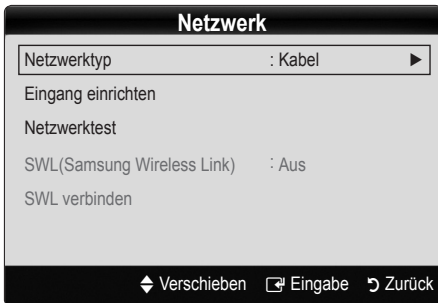 Netzwerk
Netzwerktyp : Kabel ▶
Eingang einrichten
Netzwerktest
SWL(Samsung Wireless Link) : Aus
SWL verbinden
Verschieben Eingabe Zurück